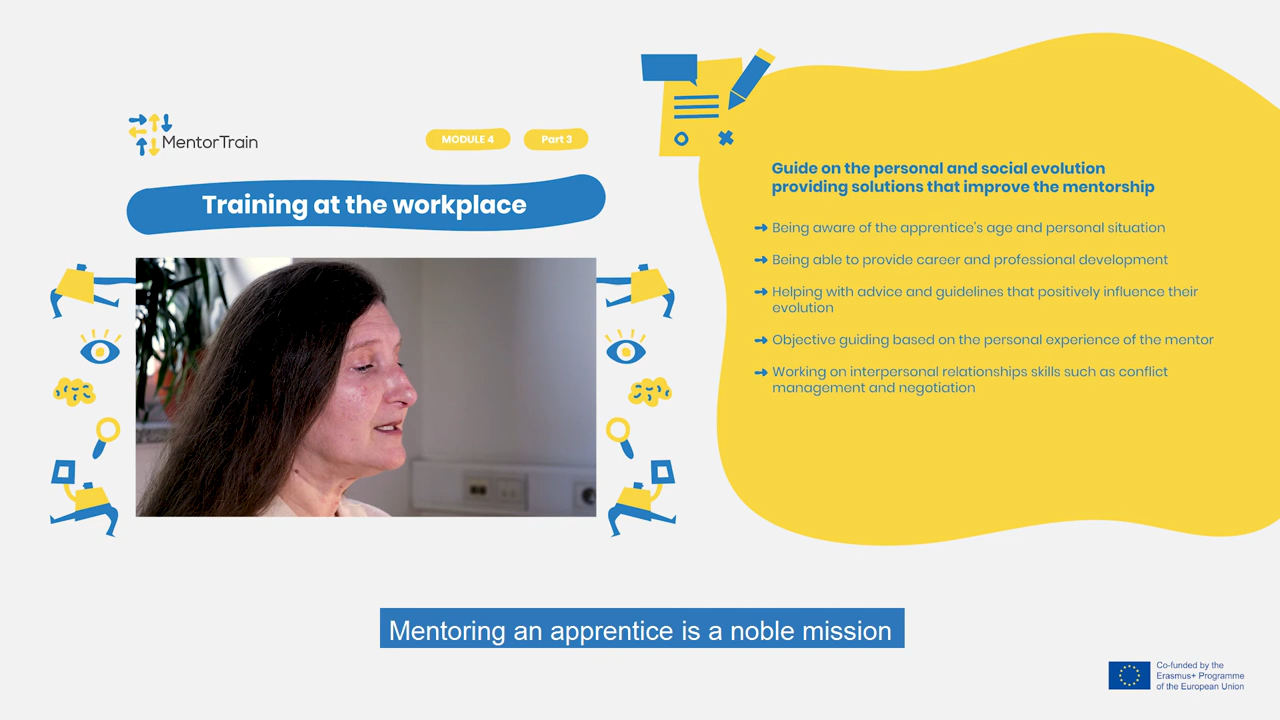 MentorTrain
MODULE 4
Part 3
Training at the workplace
Guide on the personal and social evolution
providing solutions that improve the mentorship
Being aware of the apprentice's age and personal situation
Being able to provide career and professional development
Helping with advice and guidelines that positively influence their
evolution
Objective guiding based on the personal experience of the mentor
Working on interpersonal relationships skills such as conflict
management and negotiation
Mentoring an apprentice is a noble mission
Co-funded by the
Erasmus+ Programme
of the European Union